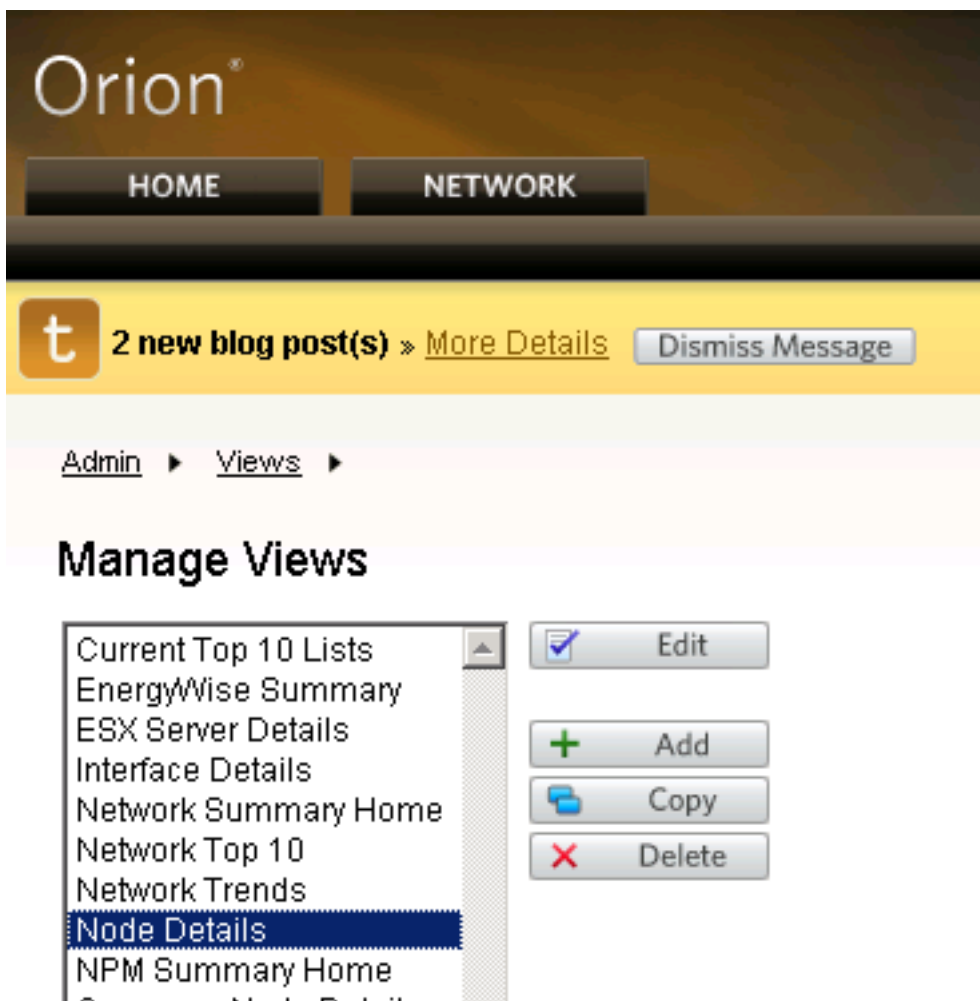 Orion®
HOME NETWORK
t 2 new blog post(s) » More Details Dismiss Message
Admin Views
Manage Views
Current Top 10 Lists
EnergyWise Summary
ESX Server Details
Interface Details
Network Summary Home
Network Top 10
Network Trends
Node Details
NPM Summary Home
Edit
Add
Copy
Delete